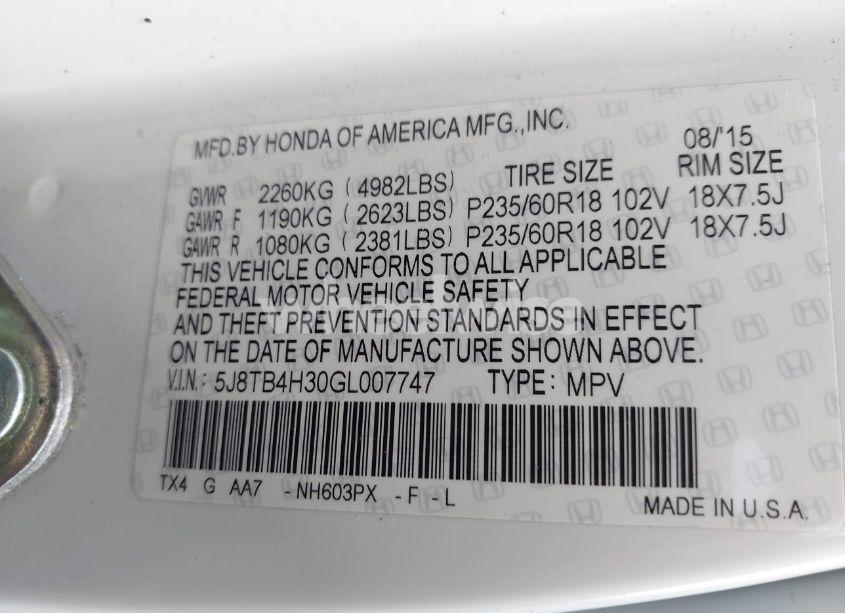 MFD.BY HONDA OF AMERICA MFG.,INC.
08/'15
TIRE SIZE RIM SIZE
GVWR 2260KG (4982LBS)
GAWR F 1190KG (2623LBS) P235/60R18 102V 18X7.5J
GAWR R 1080KG (2381LBS) P235/60R18 102V 18X7.5J
THIS VEHICLE CONFORMS TO ALL APPLICABLE
FEDERAL MOTOR VEHICLE SAFETY
AND THEFT PREVENTION STANDARDS IN EFFECT
ON THE DATE OF MANUFACTURE SHOWN ABOVE.
V.I.N.: 5J8TB4H30GL007747 TYPE: MPV
TX4 G AA7 -NH603PX -F -L
MADE IN U.S.A.